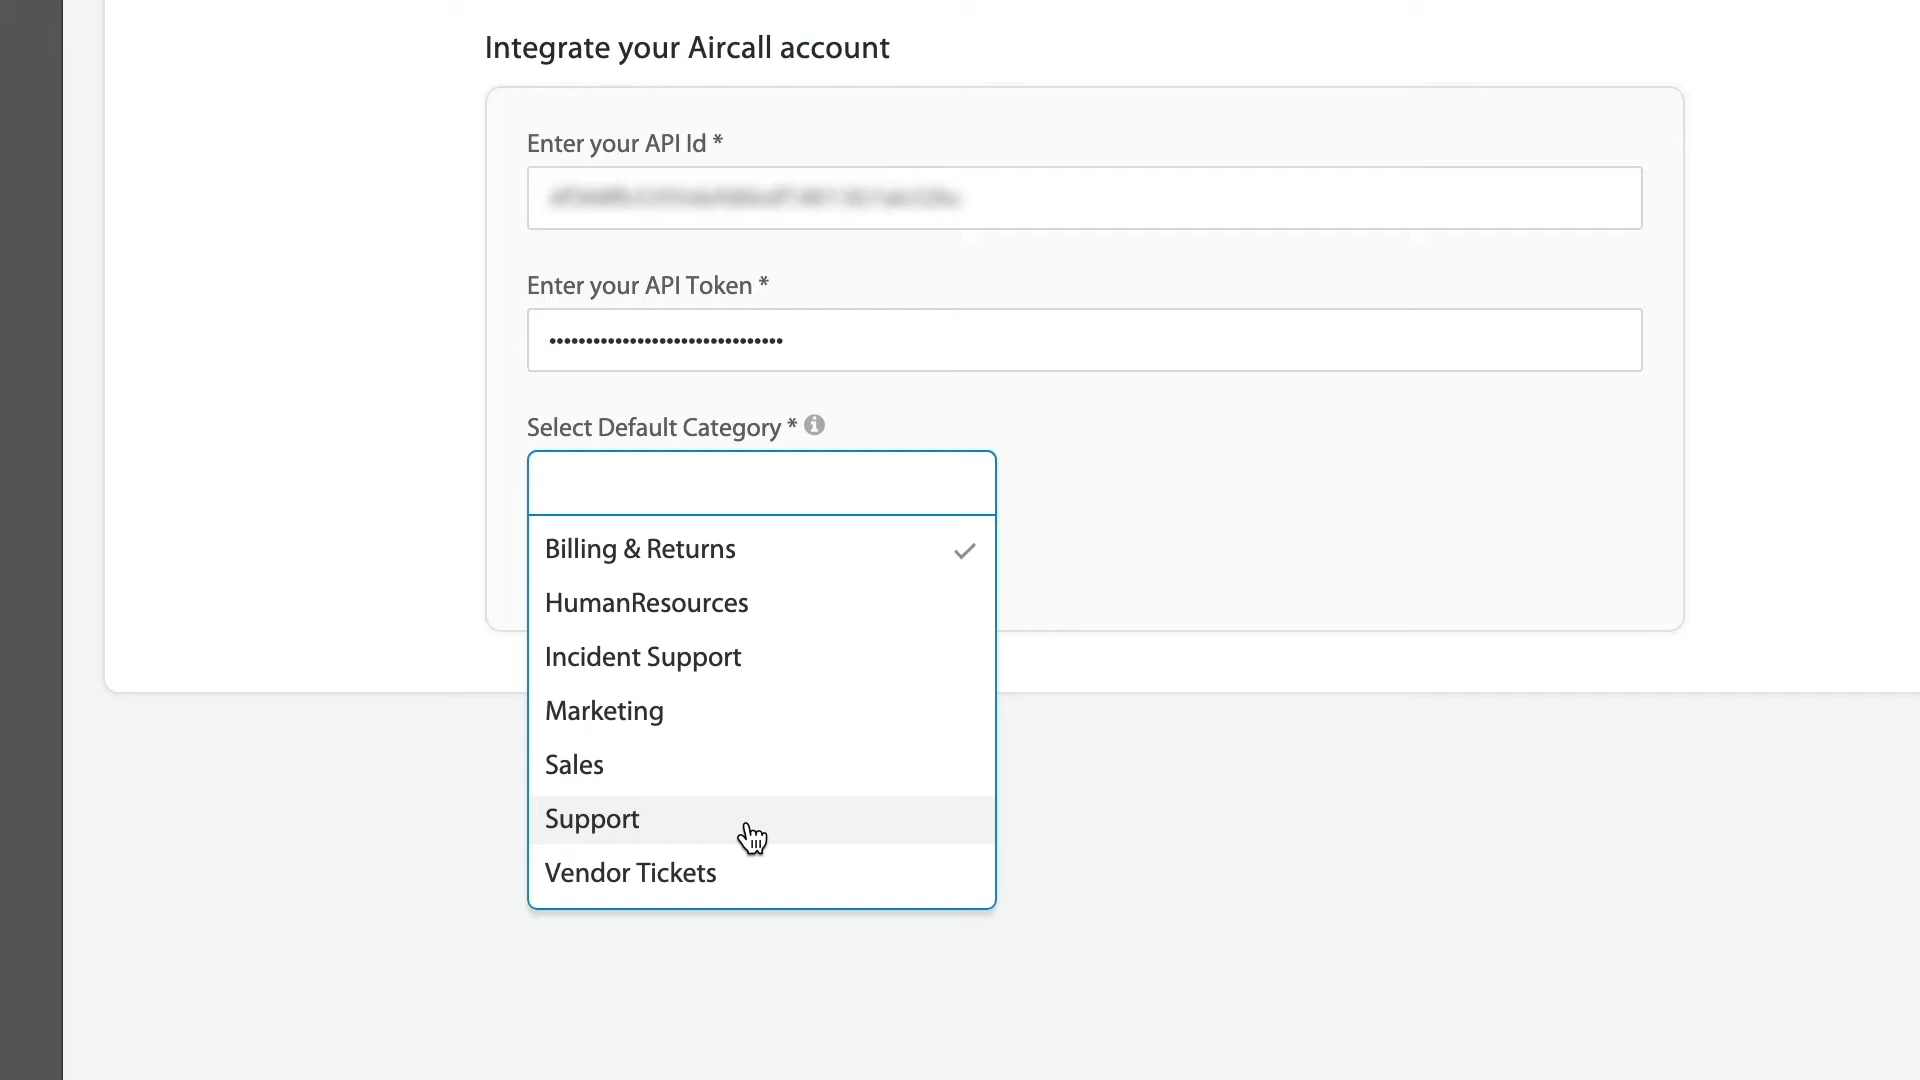 Integrate your Aircall account
Enter your API Id *
Enter your API Token *
••••••••••••••••••••••••••••••••
Select Default Category *
Billing & Returns
HumanResources
Incident Support
Marketing
Sales
Support
Vendor Tickets